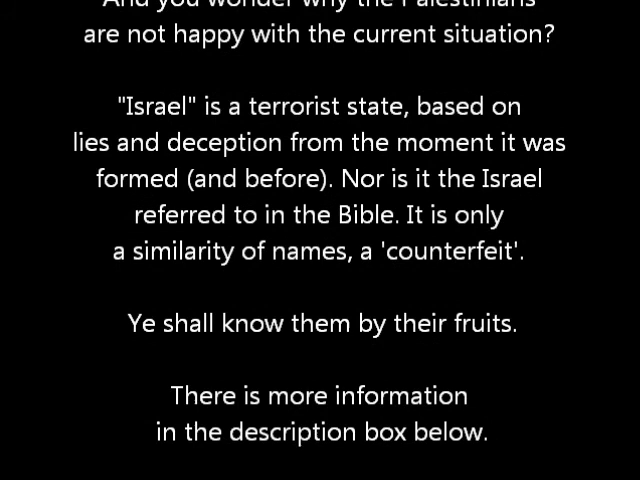 And you wonder why the Palestinians
are not happy with the current situation?
"Israel" is a terrorist state, based on
lies and deception from the moment it was
formed (and before). Nor is it the Israel
referred to in the Bible. It is only
a similarity of names, a 'counterfeit'.
Ye shall know them by their fruits.
There is more information
in the description box below.